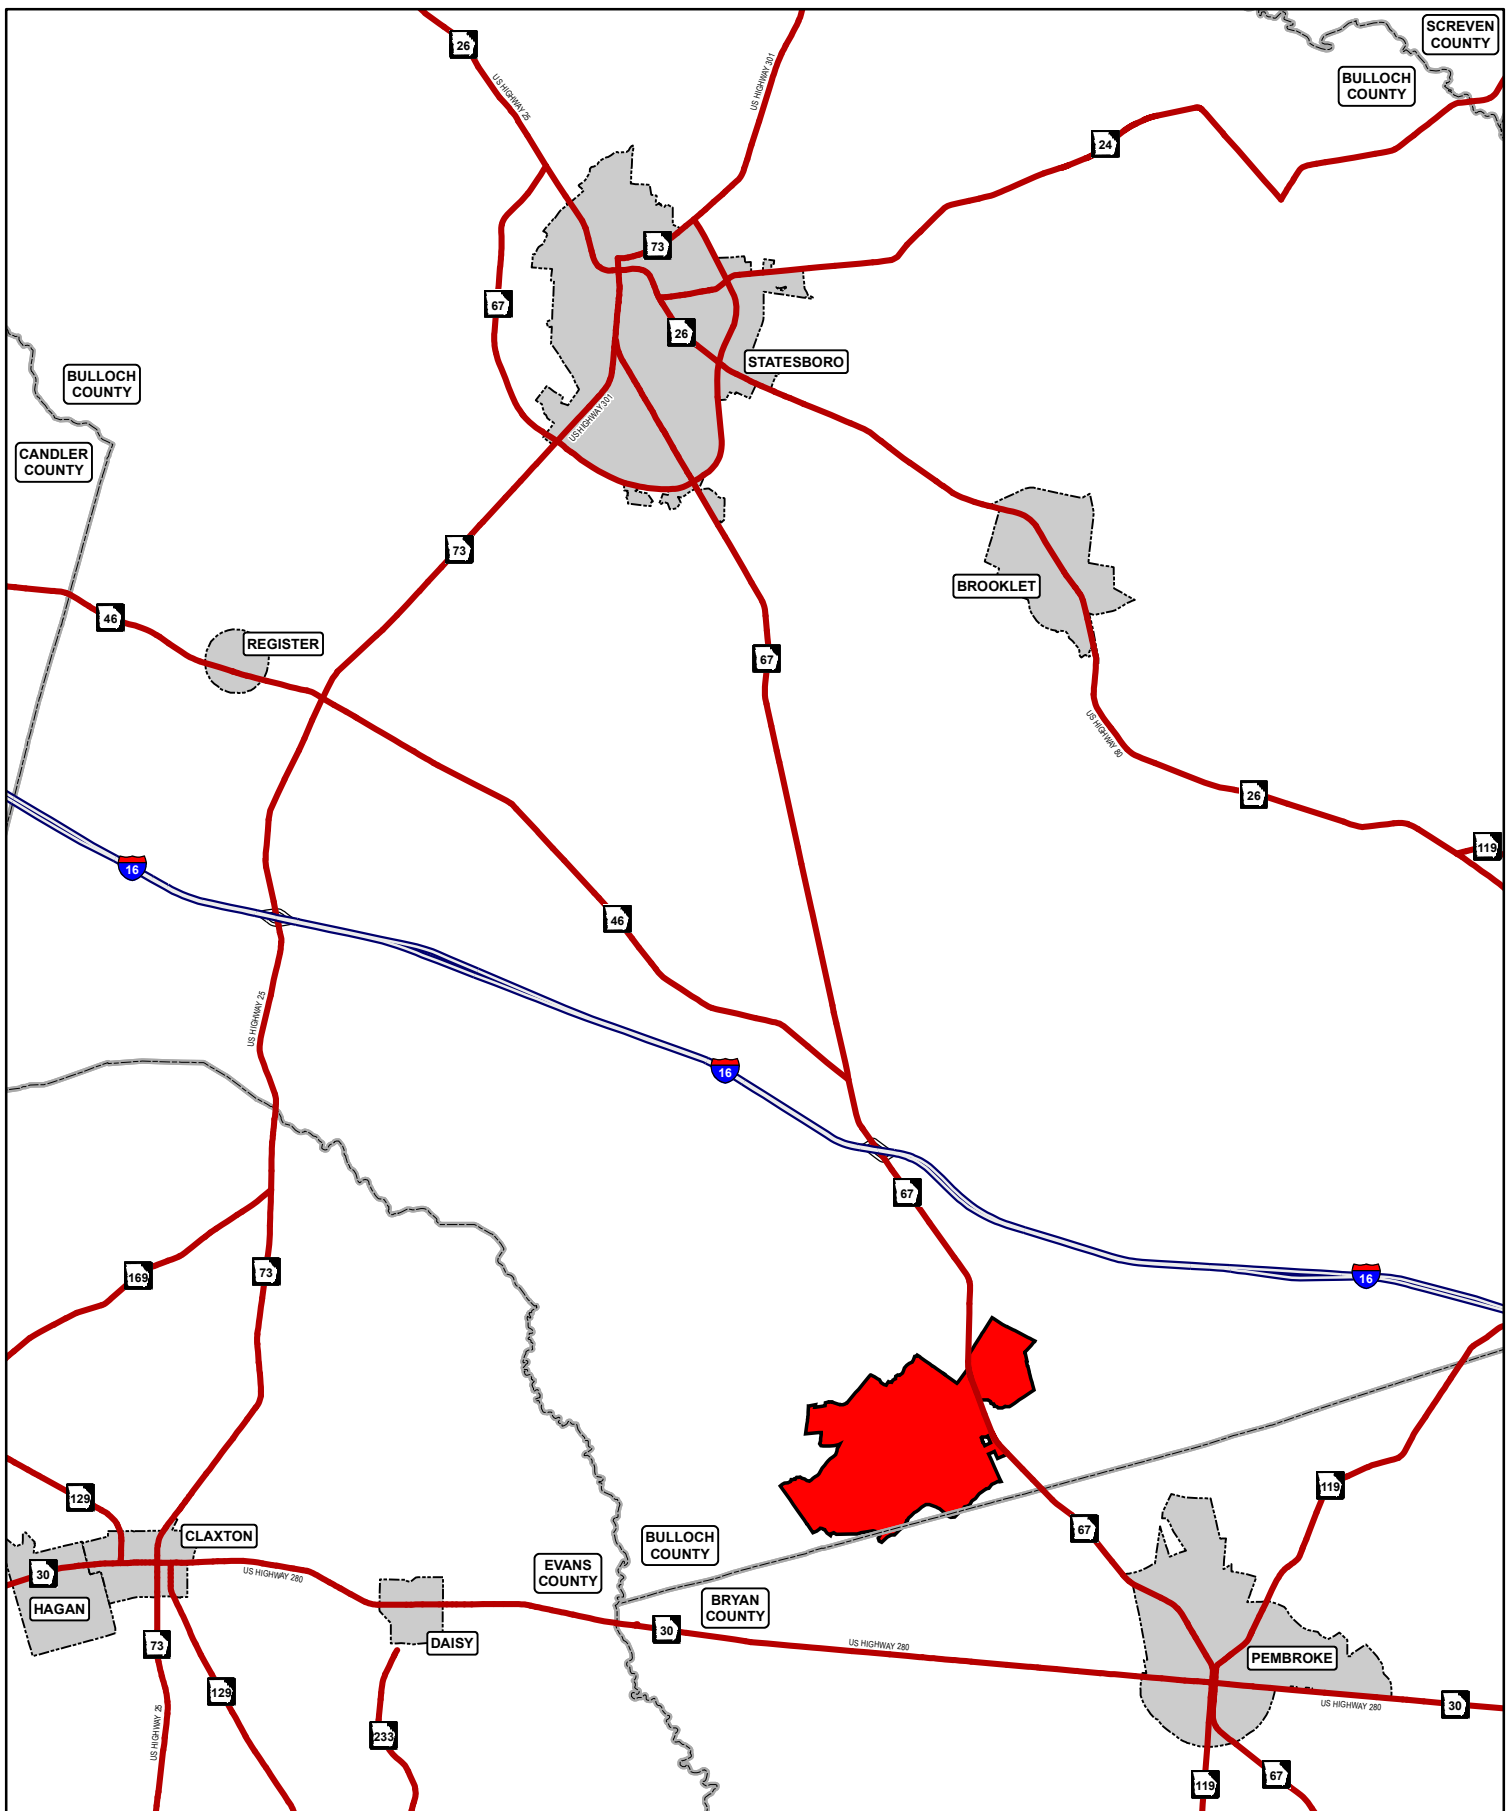 SCREVEN
COUNTY
26
US HIGHWAY 25
US HIGHWAY 301
BULLOCH
COUNTY
24
73
67
26
STATESBORO
BULLOCH
COUNTY
US HIGHWAY 301
CANDLER
COUNTY
73
BROOKLET
46
REGISTER
67
US HIGHWAY 80
26
119
16
46
US HIGHWAY 25
16
67
169
73
16
119
129
67
CLAXTON
BULLOCH
COUNTY
EVANS
COUNTY
30
US HIGHWAY 280
HAGAN
BRYAN
COUNTY
30
73
DAISY
US HIGHWAY 280
PEMBROKE
129
US HIGHWAY 280
30
US HIGHWAY 25
233
67
119